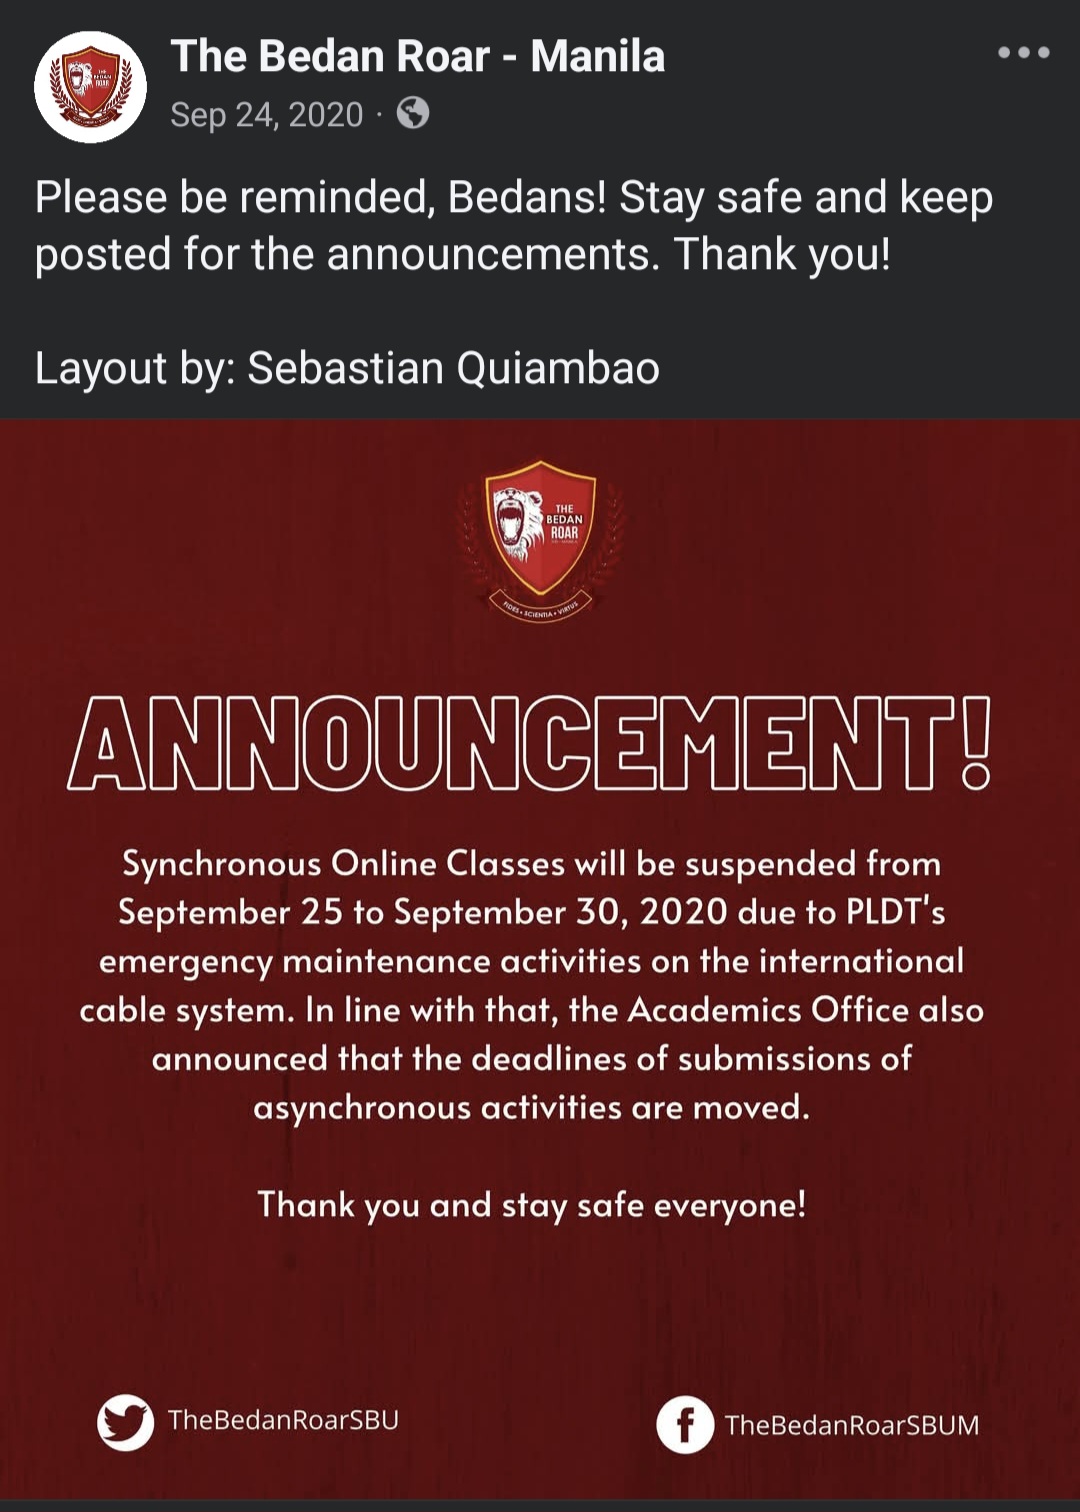 The Bedan Roar - Manila
Sep 24, 2020 ·
Please be reminded, Bedans! Stay safe and keep
posted for the announcements. Thank you!
Layout by: Sebastian Quiambao
THE
BEDAN
ROAR
FIDES • SCIENTIA • VIRTUS
ANNOUNCEMENT!
Synchronous Online Classes will be suspended from
September 25 to September 30, 2020 due to PLDT's
emergency maintenance activities on the international
cable system. In line with that, the Academics Office also
announced that the deadlines of submissions of
asynchronous activities are moved.
Thank you and stay safe everyone!
TheBedanRoarSBU
TheBedanRoarSBUM